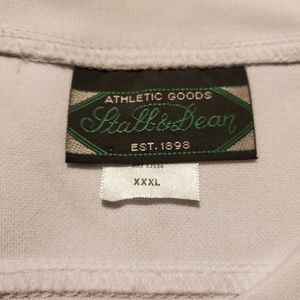 ATHLETIC GOODS
Stall & Dean
EST. 1898
XXXL